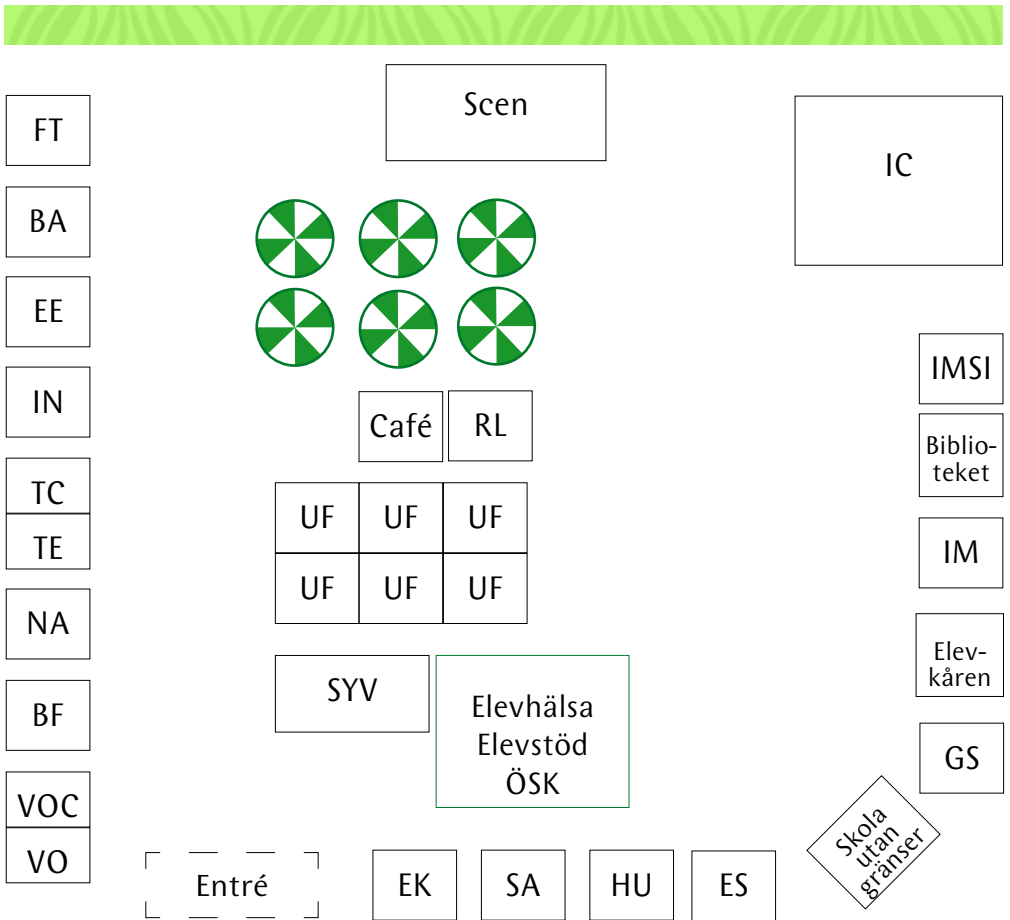 Scen
IC
FT
BA
EE
IN
TC
TE
NA
BF
VOC
VO
Café
RL
UF
UF
UF
UF
UF
UF
SYV
Elevhälsa
Elevstöd
ÖSK
IMSI
Biblio-
teket
IM
Elev-
kåren
GS
Skola
utan
gränser
Entré
EK
SA
HU
ES